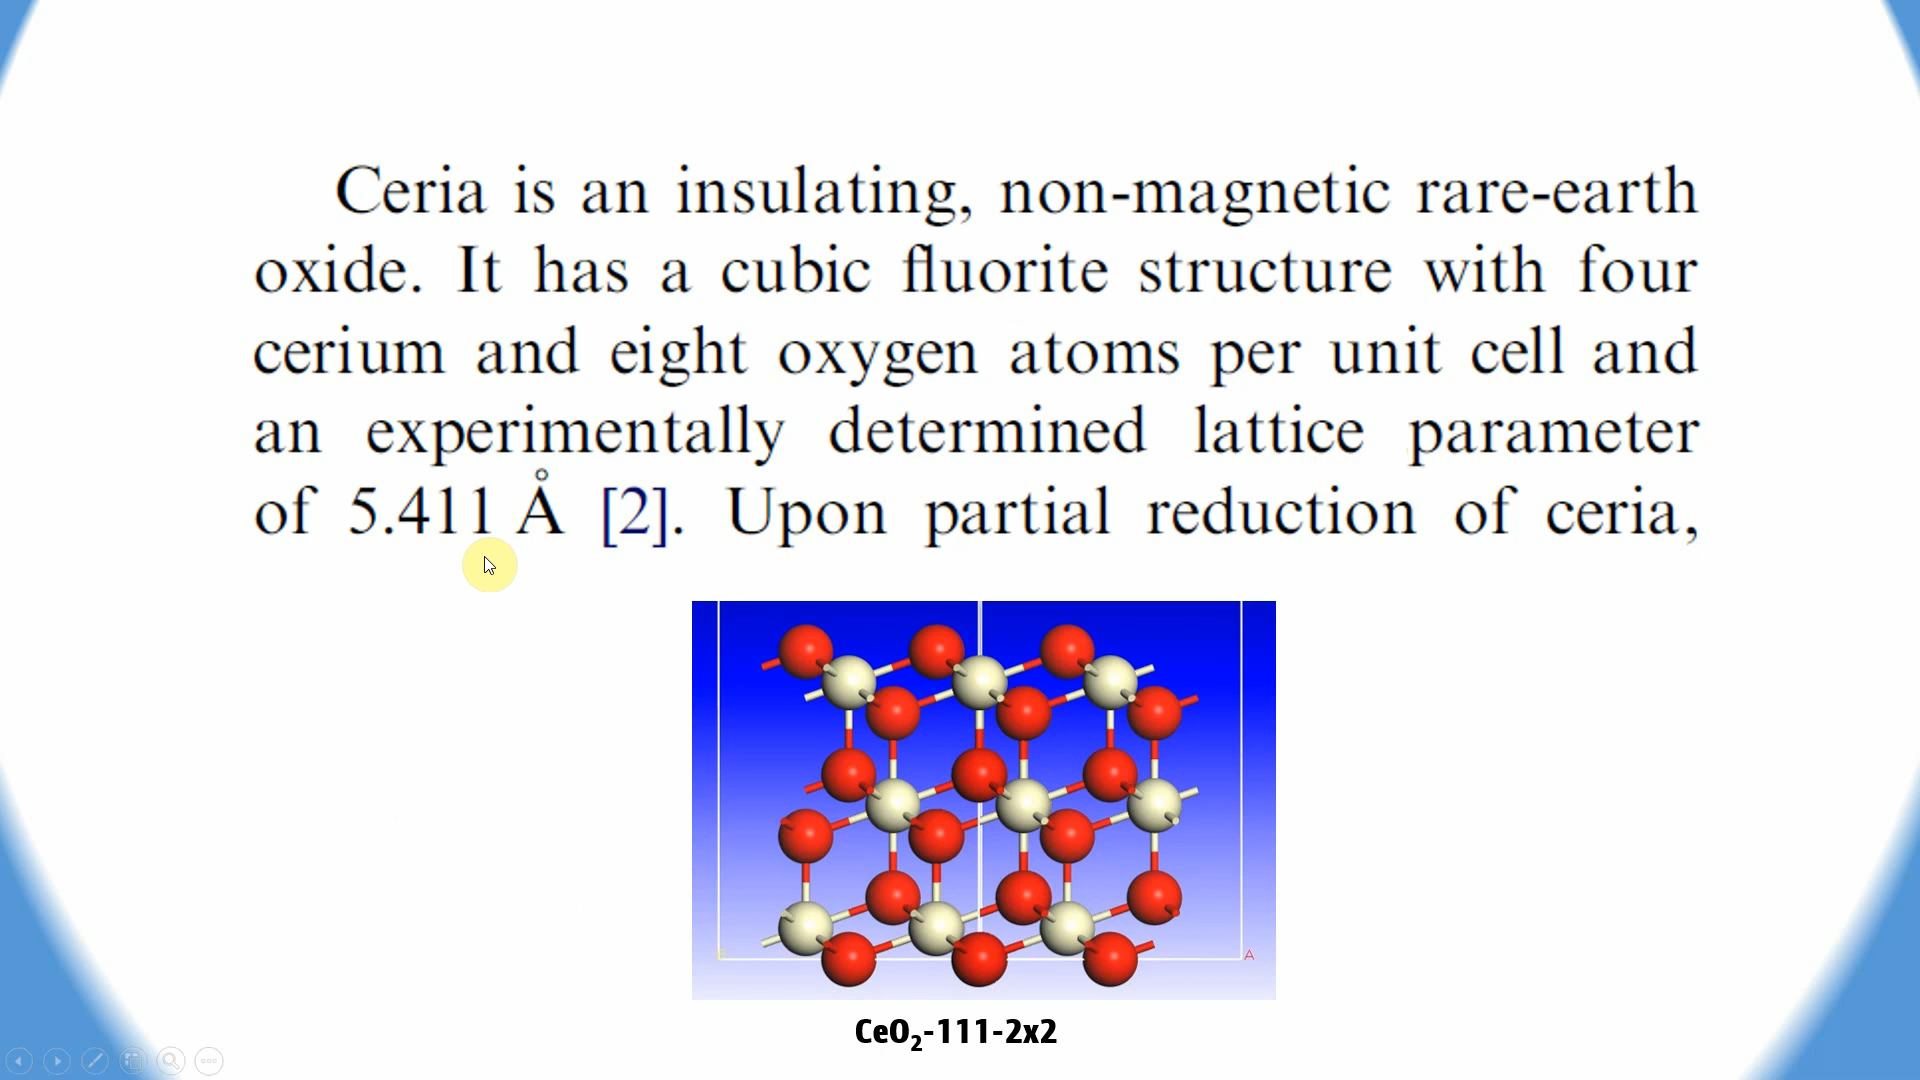 Ceria is an insulating, non-magnetic rare-earth
oxide. It has a cubic fluorite structure with four
cerium and eight oxygen atoms per unit cell and
an experimentally determined lattice parameter
of 5.411 Å [2]. Upon partial reduction of ceria,
A
CeO₂-111-2x2